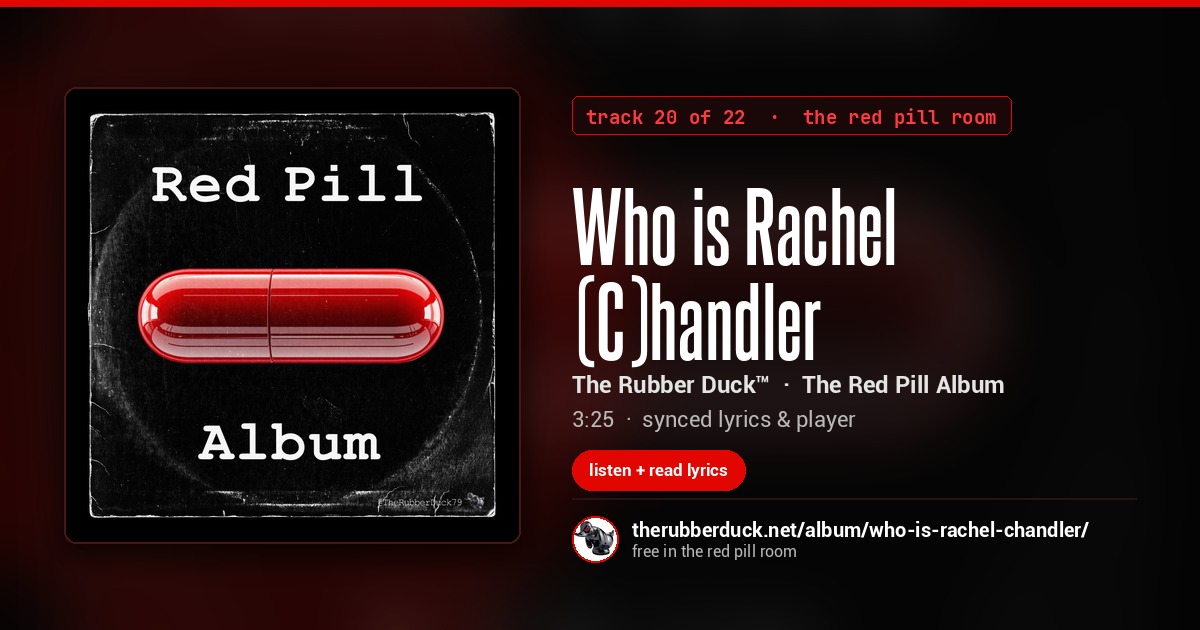 Red Pill
Album
#TheRubberDuck79
track 20 of 22 · the red pill room
Who is Rachel
(C)handler
The Rubber Duck™ · The Red Pill Album
3:25 · synced lyrics & player
listen + read lyrics
therubberduck.net/album/who-is-rachel-chandler/
free in the red pill room